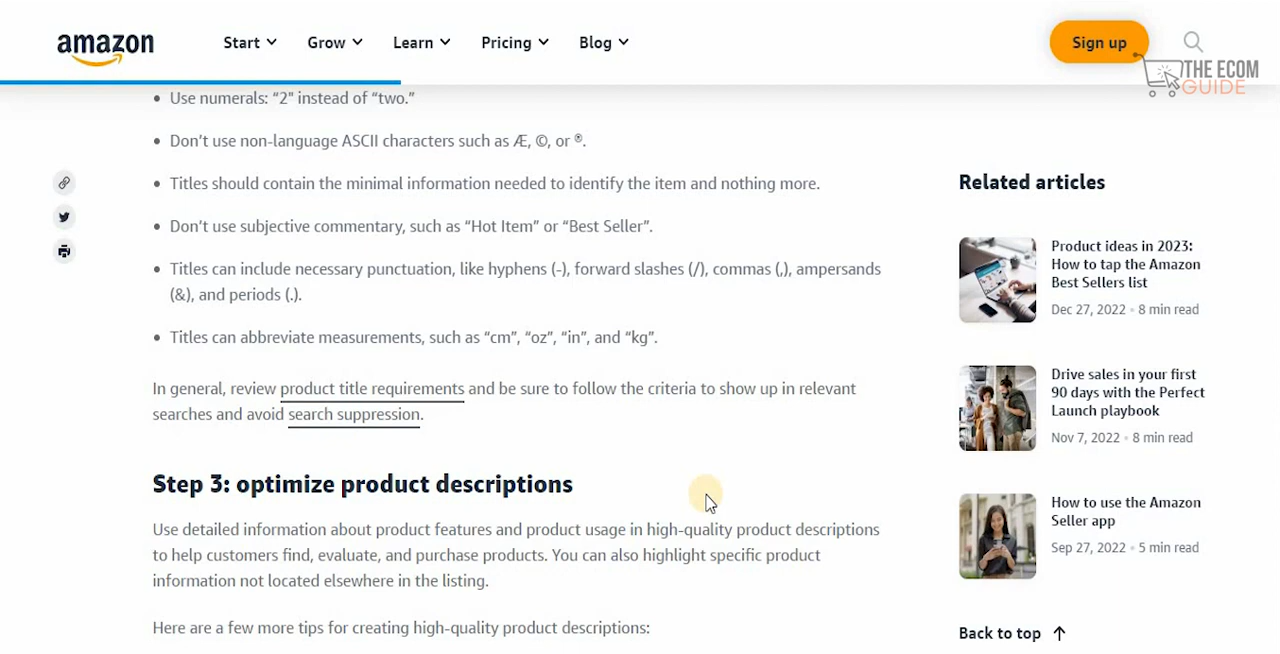 amazon
Start
Grow
Learn
Pricing
Blog
Sign up
THE ECOM
GUIDE
• Use numerals: “2” instead of “two.”
• Don’t use non-language ASCII characters such as Æ, ©, or ®.
• Titles should contain the minimal information needed to identify the item and nothing more.
• Don’t use subjective commentary, such as “Hot Item” or “Best Seller”.
• Titles can include necessary punctuation, like hyphens (-), forward slashes (/), commas (,), ampersands
(&), and periods (.).
• Titles can abbreviate measurements, such as “cm”, “oz”, “in”, and “kg”.
In general, review product title requirements and be sure to follow the criteria to show up in relevant
searches and avoid search suppression.
Step 3: optimize product descriptions
Use detailed information about product features and product usage in high-quality product descriptions
to help customers find, evaluate, and purchase products. You can also highlight specific product
information not located elsewhere in the listing.
Here are a few more tips for creating high-quality product descriptions:
Related articles
Product ideas in 2023:
How to tap the Amazon
Best Sellers list
Dec 27, 2022 • 8 min read
Drive sales in your first
90 days with the Perfect
Launch playbook
Nov 7, 2022 • 8 min read
How to use the Amazon
Seller app
Sep 27, 2022 • 5 min read
Back to top ↑